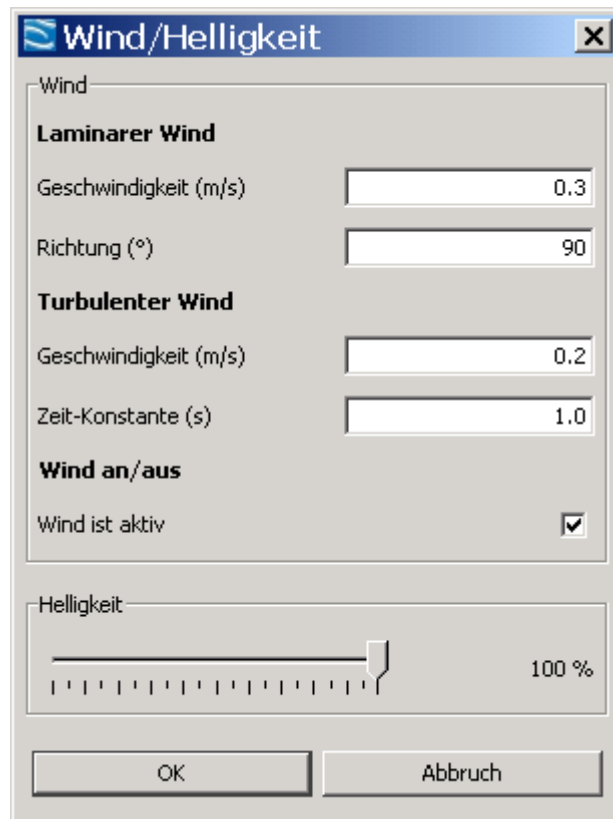 Wind/Helligkeit
Wind
Laminarer Wind
Geschwindigkeit (m/s) 0.3
Richtung (°) 90
Turbulenter Wind
Geschwindigkeit (m/s) 0.2
Zeit-Konstante (s) 1.0
Wind an/aus
Wind ist aktiv
Helligkeit
100 %
OK Abbruch